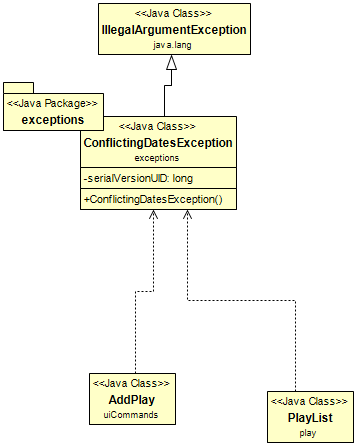 <<Java Class>>
IllegalArgumentException
java.lang
<<Java Package>>
exceptions
<<Java Class>>
ConflictingDatesException
exceptions
-serialVersionUID: long
+ConflictingDatesException()
<<Java Class>>
AddPlay
uiCommands
<<Java Class>>
PlayList
play